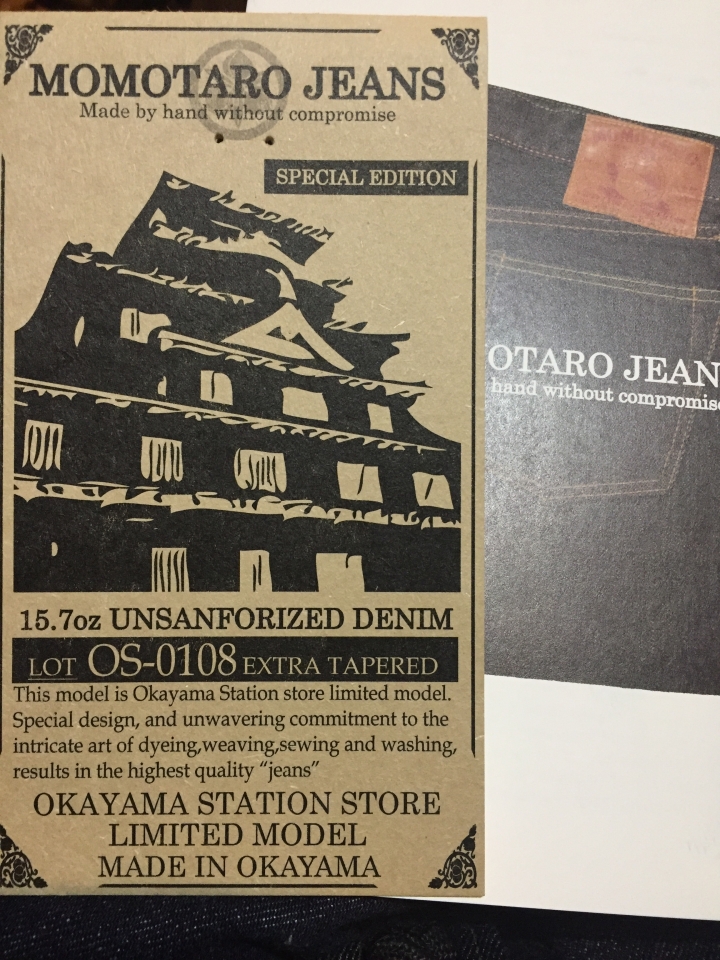 MOMOTARO JEANS
Made by hand without compromise
SPECIAL EDITION
15.7oz UNSANFORIZED DENIM
LOT OS-0108 EXTRA TAPERED
This model is Okayama Station store limited model.
Special design, and unwavering commitment to the
intricate art of dyeing,weaving,sewing and washing,
results in the highest quality “jeans”
OKAYAMA STATION STORE
LIMITED MODEL
MADE IN OKAYAMA
OTARO JEAN
hand without compromise